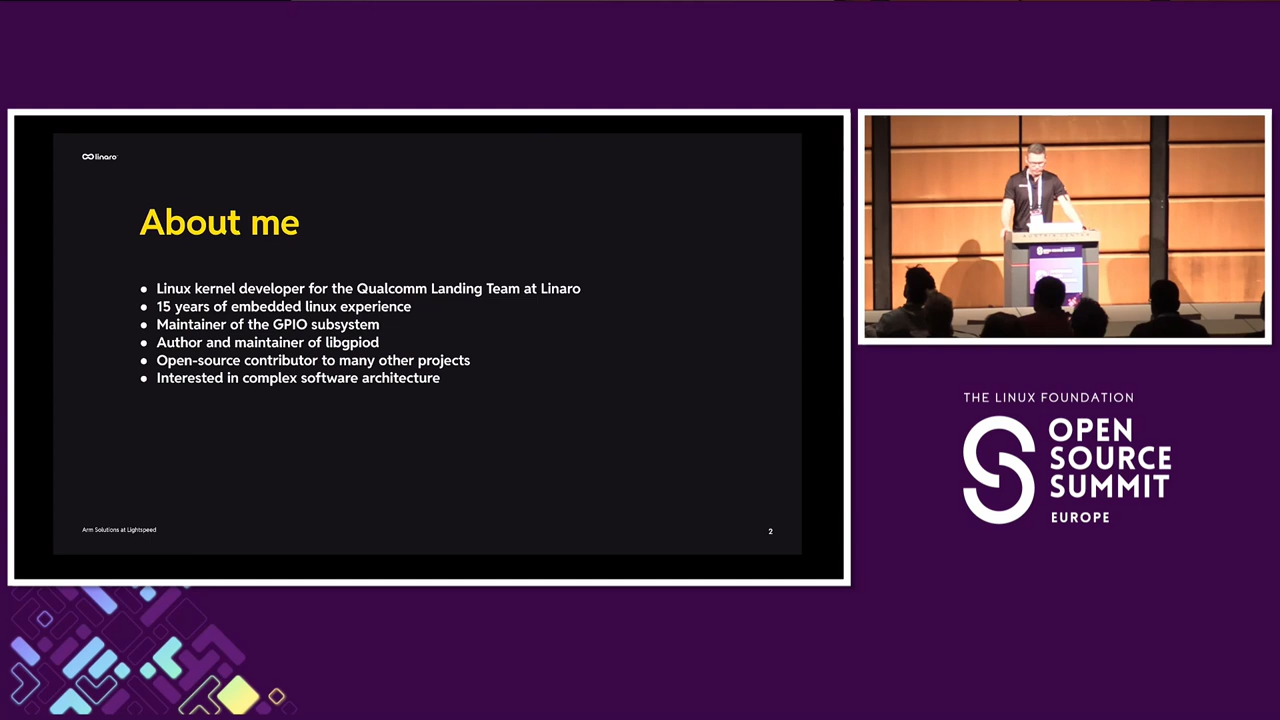 linaro
About me
● Linux kernel developer for the Qualcomm Landing Team at Linaro
● 15 years of embedded linux experience
● Maintainer of the GPIO subsystem
● Author and maintainer of libgpiod
● Open-source contributor to many other projects
● Interested in complex software architecture
Arm Solutions at Lightspeed
2
THE LINUX FOUNDATION
OPEN
SOURCE
SUMMIT
EUROPE